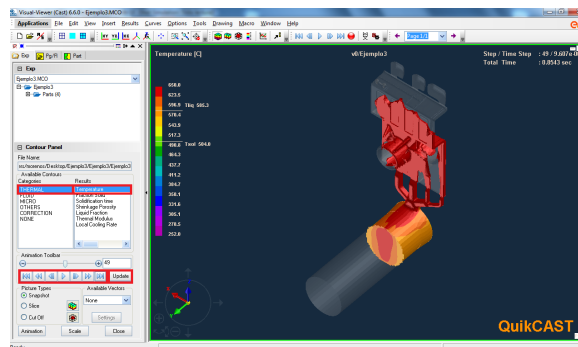 Visual-Viewer (Cast) 6.6.0 - Ejemplo3.MCO
Applications File Edit View Insert Results Curves Options Tools Drawing Macro Window Help
Page:1/1
Exp Pg/R Part
Exp
Ejemplo3.MCO
Ejemplo3
Parts (4)
Contour Panel
File Name:
Available Contours
Categories Results
THERMAL Temperature
FLUID Fraction Solid
MICRO Solidification time
OTHERS Shrinkage Porosity
CORRECTION Liquid Fraction
NONE Thermal Modulus
Local Cooling Rate
Animation Toolbar
49
Update
Picture Types Available Vectors
Snapshot None
Slice
Cut Off Settings
Animation Scale Close
Temperature [C] v0/Ejemplo3 Step / Time Step : 49 / 9.607e-0
Total Time : 0.8543 sec
650.0
623.5
596.9 Tliq 585.3
570.4
543.9
517.3
490.8 Tsol 504.0
464.3
437.7
411.2
384.7
358.1
331.6
305.1
278.5
252.0
QuikCAST
Ready